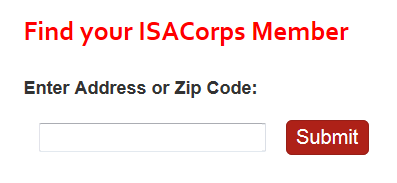 Find your ISACorps Member
Enter Address or Zip Code:
Submit